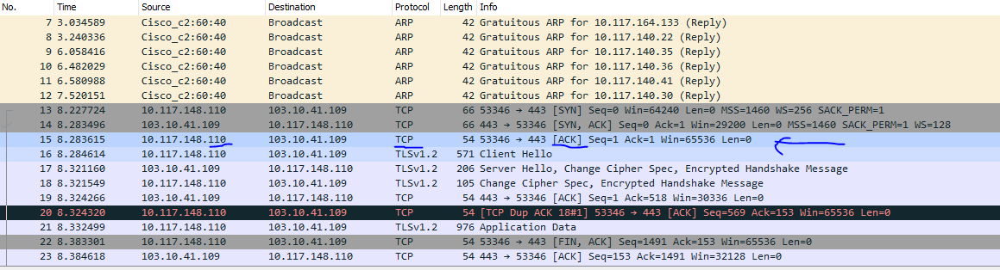 No. Time Source Destination Protocol Length Info
7 3.034589 Cisco_c2:60:40 Broadcast ARP 42 Gratuitous ARP for 10.117.164.133 (Reply)
8 3.240336 Cisco_c2:60:40 Broadcast ARP 42 Gratuitous ARP for 10.117.140.22 (Reply)
9 6.058416 Cisco_c2:60:40 Broadcast ARP 42 Gratuitous ARP for 10.117.140.35 (Reply)
10 6.482029 Cisco_c2:60:40 Broadcast ARP 42 Gratuitous ARP for 10.117.140.36 (Reply)
11 6.580988 Cisco_c2:60:40 Broadcast ARP 42 Gratuitous ARP for 10.117.140.41 (Reply)
12 7.520151 Cisco_c2:60:40 Broadcast ARP 42 Gratuitous ARP for 10.117.140.30 (Reply)
13 8.227724 10.117.148.110 103.10.41.109 TCP 66 53346 → 443 [SYN] Seq=0 Win=64240 Len=0 MSS=1460 WS=256 SACK_PERM=1
14 8.283496 103.10.41.109 10.117.148.110 TCP 66 443 → 53346 [SYN, ACK] Seq=0 Ack=1 Win=29200 Len=0 MSS=1460 SACK_PERM=1 WS=128
15 8.283615 10.117.148.110 103.10.41.109 TCP 54 53346 → 443 [ACK] Seq=1 Ack=1 Win=65536 Len=0
16 8.284614 10.117.148.110 103.10.41.109 TLSv1.2 571 Client Hello
17 8.321160 103.10.41.109 10.117.148.110 TLSv1.2 206 Server Hello, Change Cipher Spec, Encrypted Handshake Message
18 8.321549 10.117.148.110 103.10.41.109 TLSv1.2 105 Change Cipher Spec, Encrypted Handshake Message
19 8.324266 103.10.41.109 10.117.148.110 TCP 54 443 → 53346 [ACK] Seq=1 Ack=518 Win=30336 Len=0
20 8.324320 10.117.148.110 103.10.41.109 TCP 54 [TCP Dup ACK 18#1] 53346 → 443 [ACK] Seq=569 Ack=153 Win=65536 Len=0
21 8.332499 10.117.148.110 103.10.41.109 TLSv1.2 976 Application Data
22 8.383301 10.117.148.110 103.10.41.109 TCP 54 53346 → 443 [FIN, ACK] Seq=1491 Ack=153 Win=65536 Len=0
23 8.384618 103.10.41.109 10.117.148.110 TCP 54 443 → 53346 [ACK] Seq=153 Ack=1491 Win=32128 Len=0